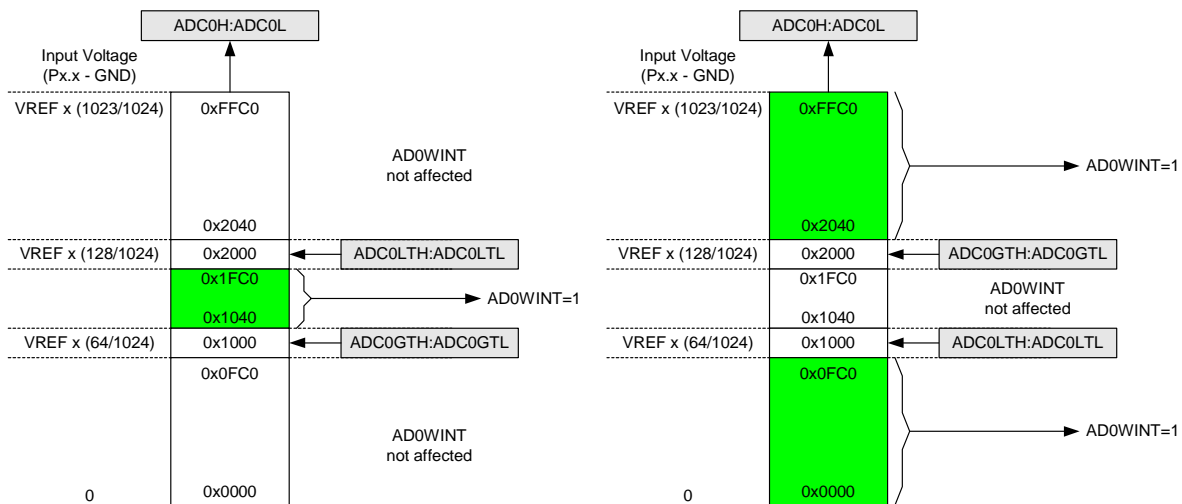 ADC0H:ADC0L
Input Voltage
(Px.x - GND)
VREF x (1023/1024)
0xFFC0
AD0WINT
not affected
0x2040
VREF x (128/1024)
0x2000
ADC0LTH:ADC0LTL
0x1FC0
AD0WINT=1
0x1040
VREF x (64/1024)
0x1000
ADC0GTH:ADC0GTL
0x0FC0
AD0WINT
not affected
0
0x0000
ADC0H:ADC0L
Input Voltage
(Px.x - GND)
VREF x (1023/1024)
0xFFC0
AD0WINT=1
0x2040
VREF x (128/1024)
0x2000
ADC0GTH:ADC0GTL
0x1FC0
AD0WINT
not affected
0x1040
VREF x (64/1024)
0x1000
ADC0LTH:ADC0LTL
0x0FC0
AD0WINT=1
0
0x0000